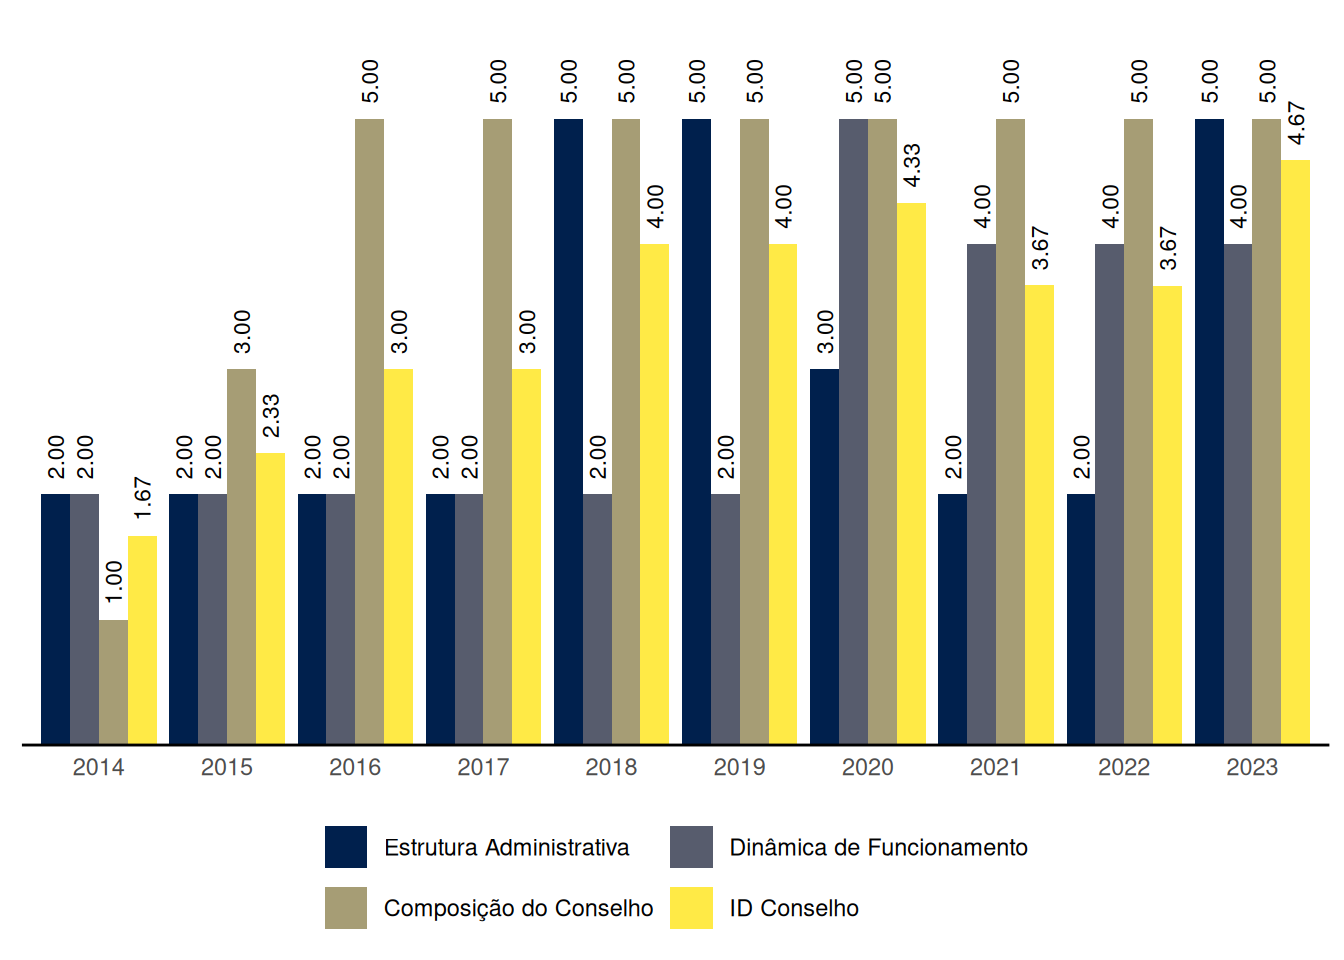 2.00 2.00 1.00 1.67
2.00 2.00 3.00 2.33
2.00 2.00 5.00 3.00
2.00 2.00 5.00 3.00
5.00 2.00 5.00 4.00
5.00 2.00 5.00 4.00
3.00 5.00 5.00 4.33
2.00 4.00 5.00 3.67
2.00 4.00 5.00 3.67
5.00 4.00 5.00 4.67
2014 2015 2016 2017 2018 2019 2020 2021 2022 2023
Estrutura Administrativa Dinâmica de Funcionamento
Composição do Conselho ID Conselho